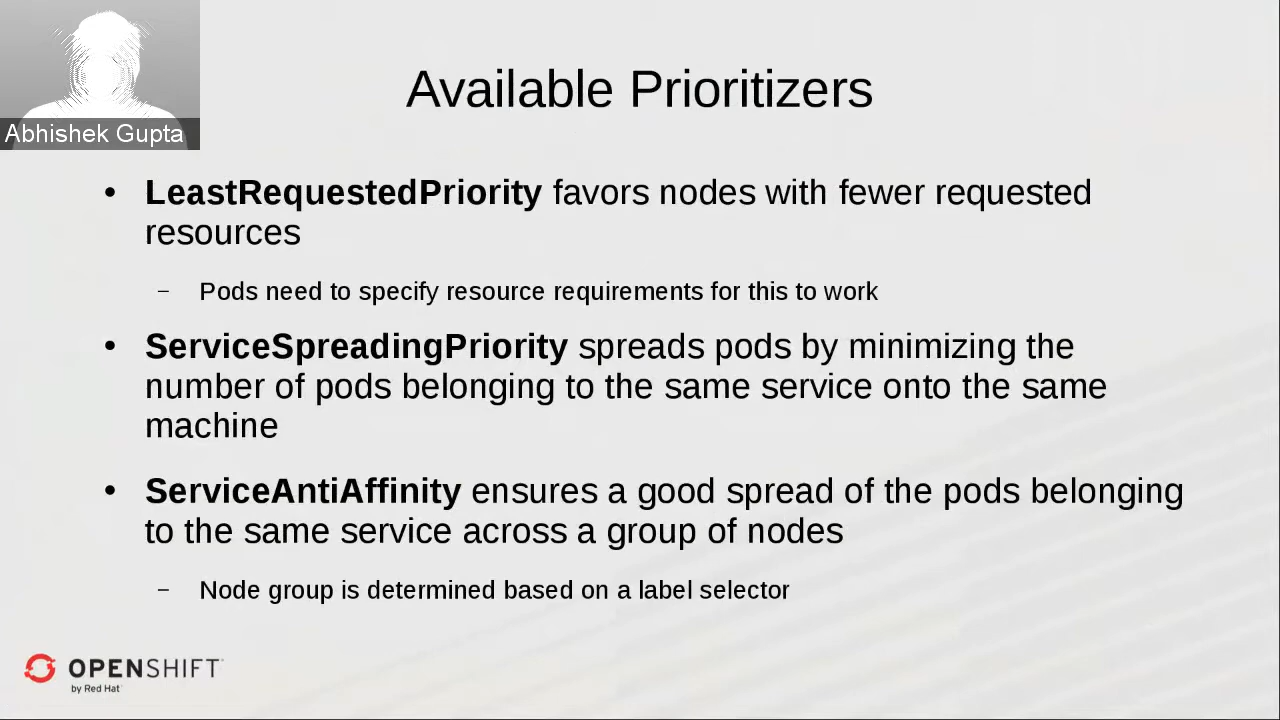 Abhishek Gupta
Available Prioritizers
• LeastRequestedPriority favors nodes with fewer requested
resources
– Pods need to specify resource requirements for this to work
• ServiceSpreadingPriority spreads pods by minimizing the
number of pods belonging to the same service onto the same
machine
• ServiceAntiAffinity ensures a good spread of the pods belonging
to the same service across a group of nodes
– Node group is determined based on a label selector
OPENSHIFT
by Red Hat